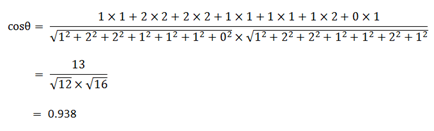 cosθ = (1 × 1 + 2 × 2 + 2 × 2 + 1 × 1 + 1 × 1 + 1 × 2 + 0 × 1) / (√(1² + 2² + 2² + 1² + 1² + 1² + 0²) × √(1² + 2² + 2² + 1² + 1² + 2² + 1²))
= 13 / (√12 × √16)
= 0.938